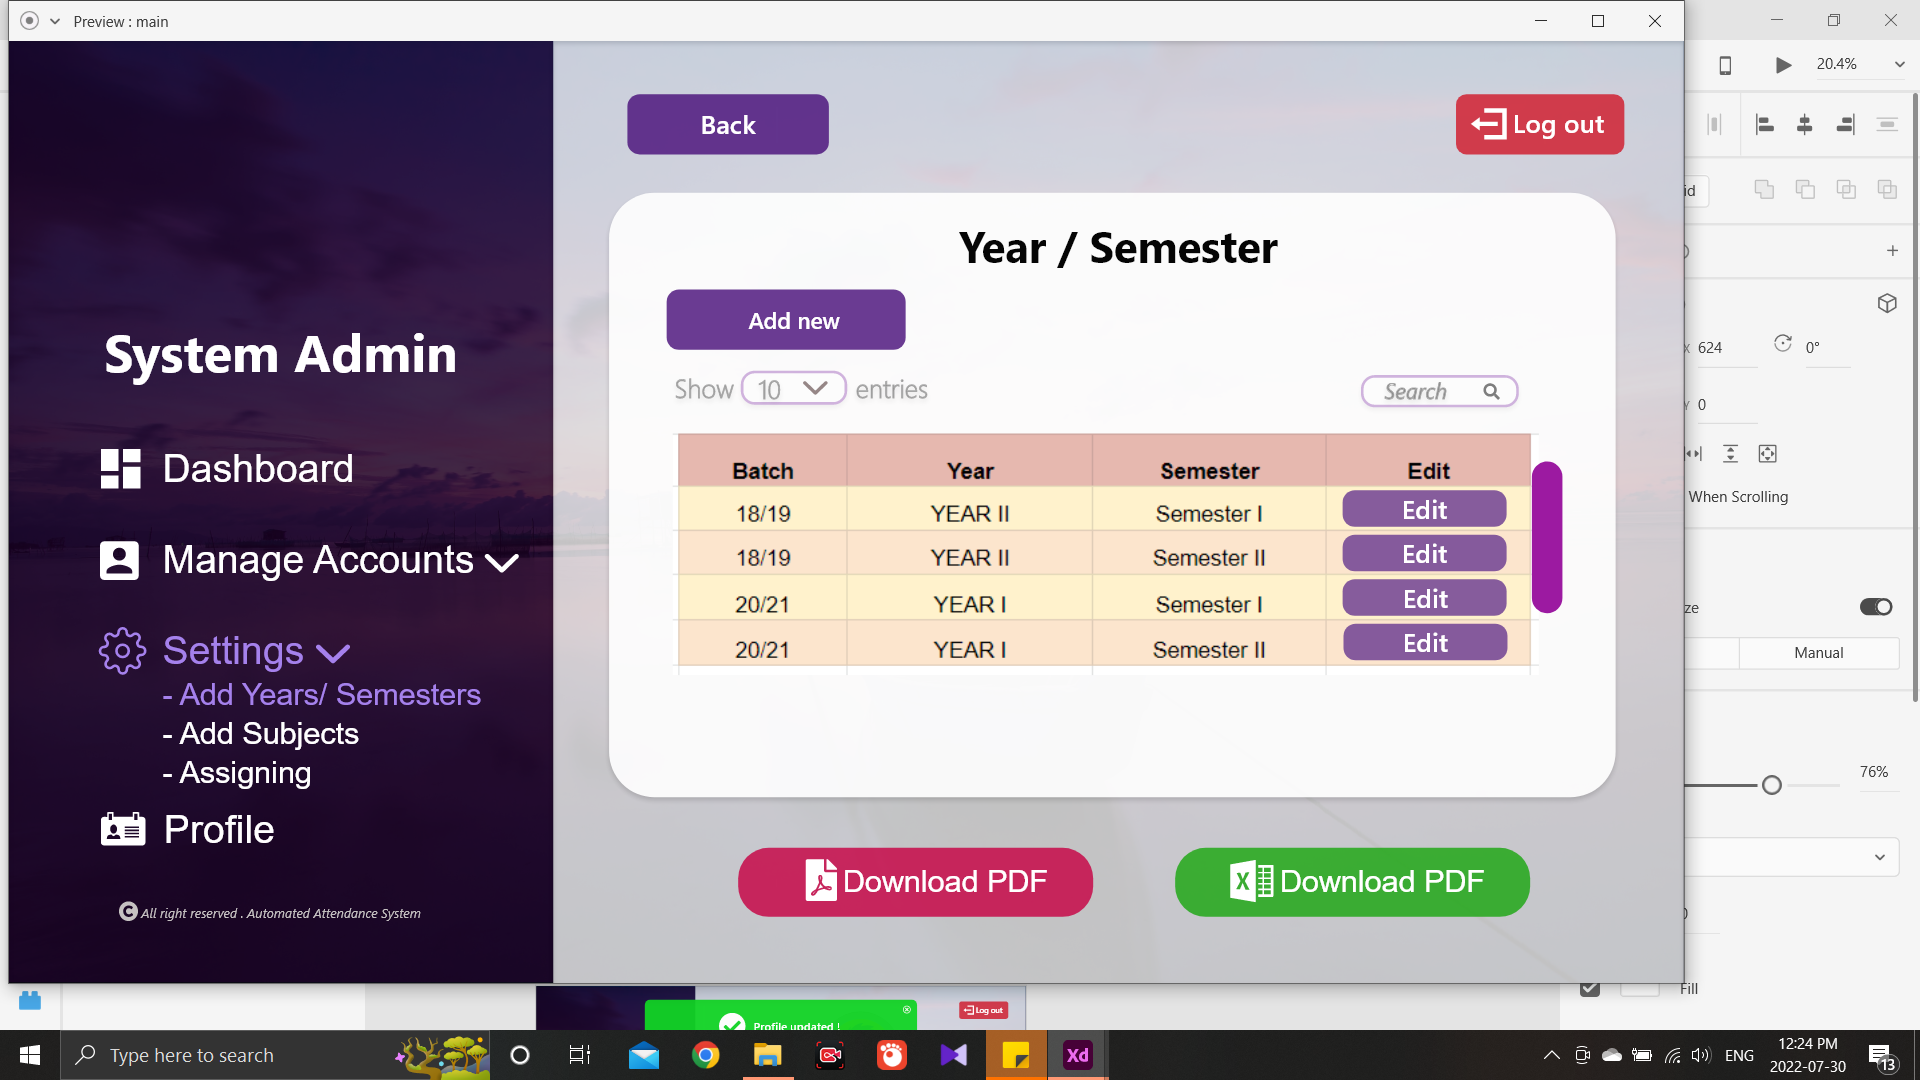 Preview : main
20.4%
Back
Log out
id
Year / Semester
Add new
System Admin
X 624 0°
Show 10 entries
Search
Y 0
Dashboard
Batch Year Semester Edit
When Scrolling
18/19 YEAR II Semester I Edit
18/19 YEAR II Semester II Edit
20/21 YEAR I Semester I Edit
20/21 YEAR I Semester II Edit
Manage Accounts
ze
Settings
Manual
- Add Years/ Semesters
- Add Subjects
- Assigning
76%
Profile
Download PDF
Download PDF
C All right reserved . Automated Attendance System
Fill
Log out
Profile updated !
Type here to search
Xd
ENG
12:24 PM
2022-07-30
13